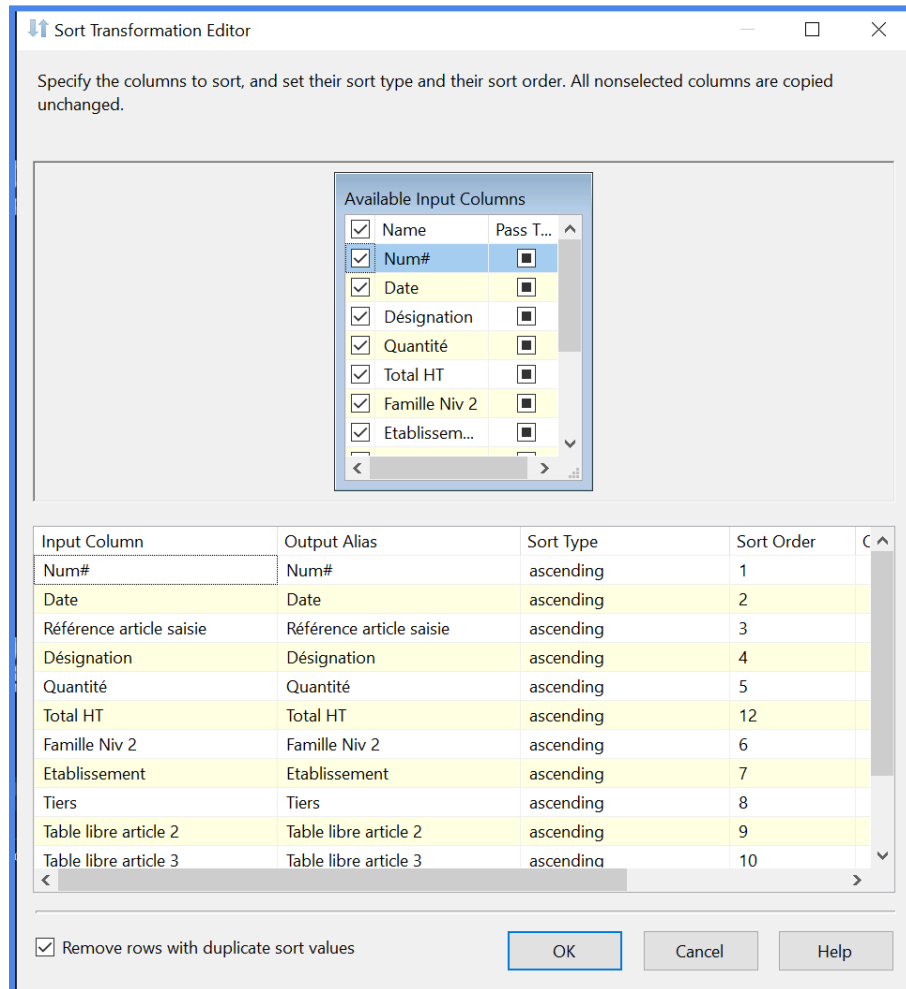 Sort Transformation Editor
Specify the columns to sort, and set their sort type and their sort order. All nonselected columns are copied
unchanged.
Available Input Columns
Name Pass T...
Num#
Date
Désignation
Quantité
Total HT
Famille Niv 2
Etablissem...
Input Column Output Alias Sort Type Sort Order
Num# Num# ascending 1
Date Date ascending 2
Référence article saisie Référence article saisie ascending 3
Désignation Désignation ascending 4
Quantité Quantité ascending 5
Total HT Total HT ascending 12
Famille Niv 2 Famille Niv 2 ascending 6
Etablissement Etablissement ascending 7
Tiers Tiers ascending 8
Table libre article 2 Table libre article 2 ascending 9
Table libre article 3 Table libre article 3 ascending 10
Remove rows with duplicate sort values
OK Cancel Help